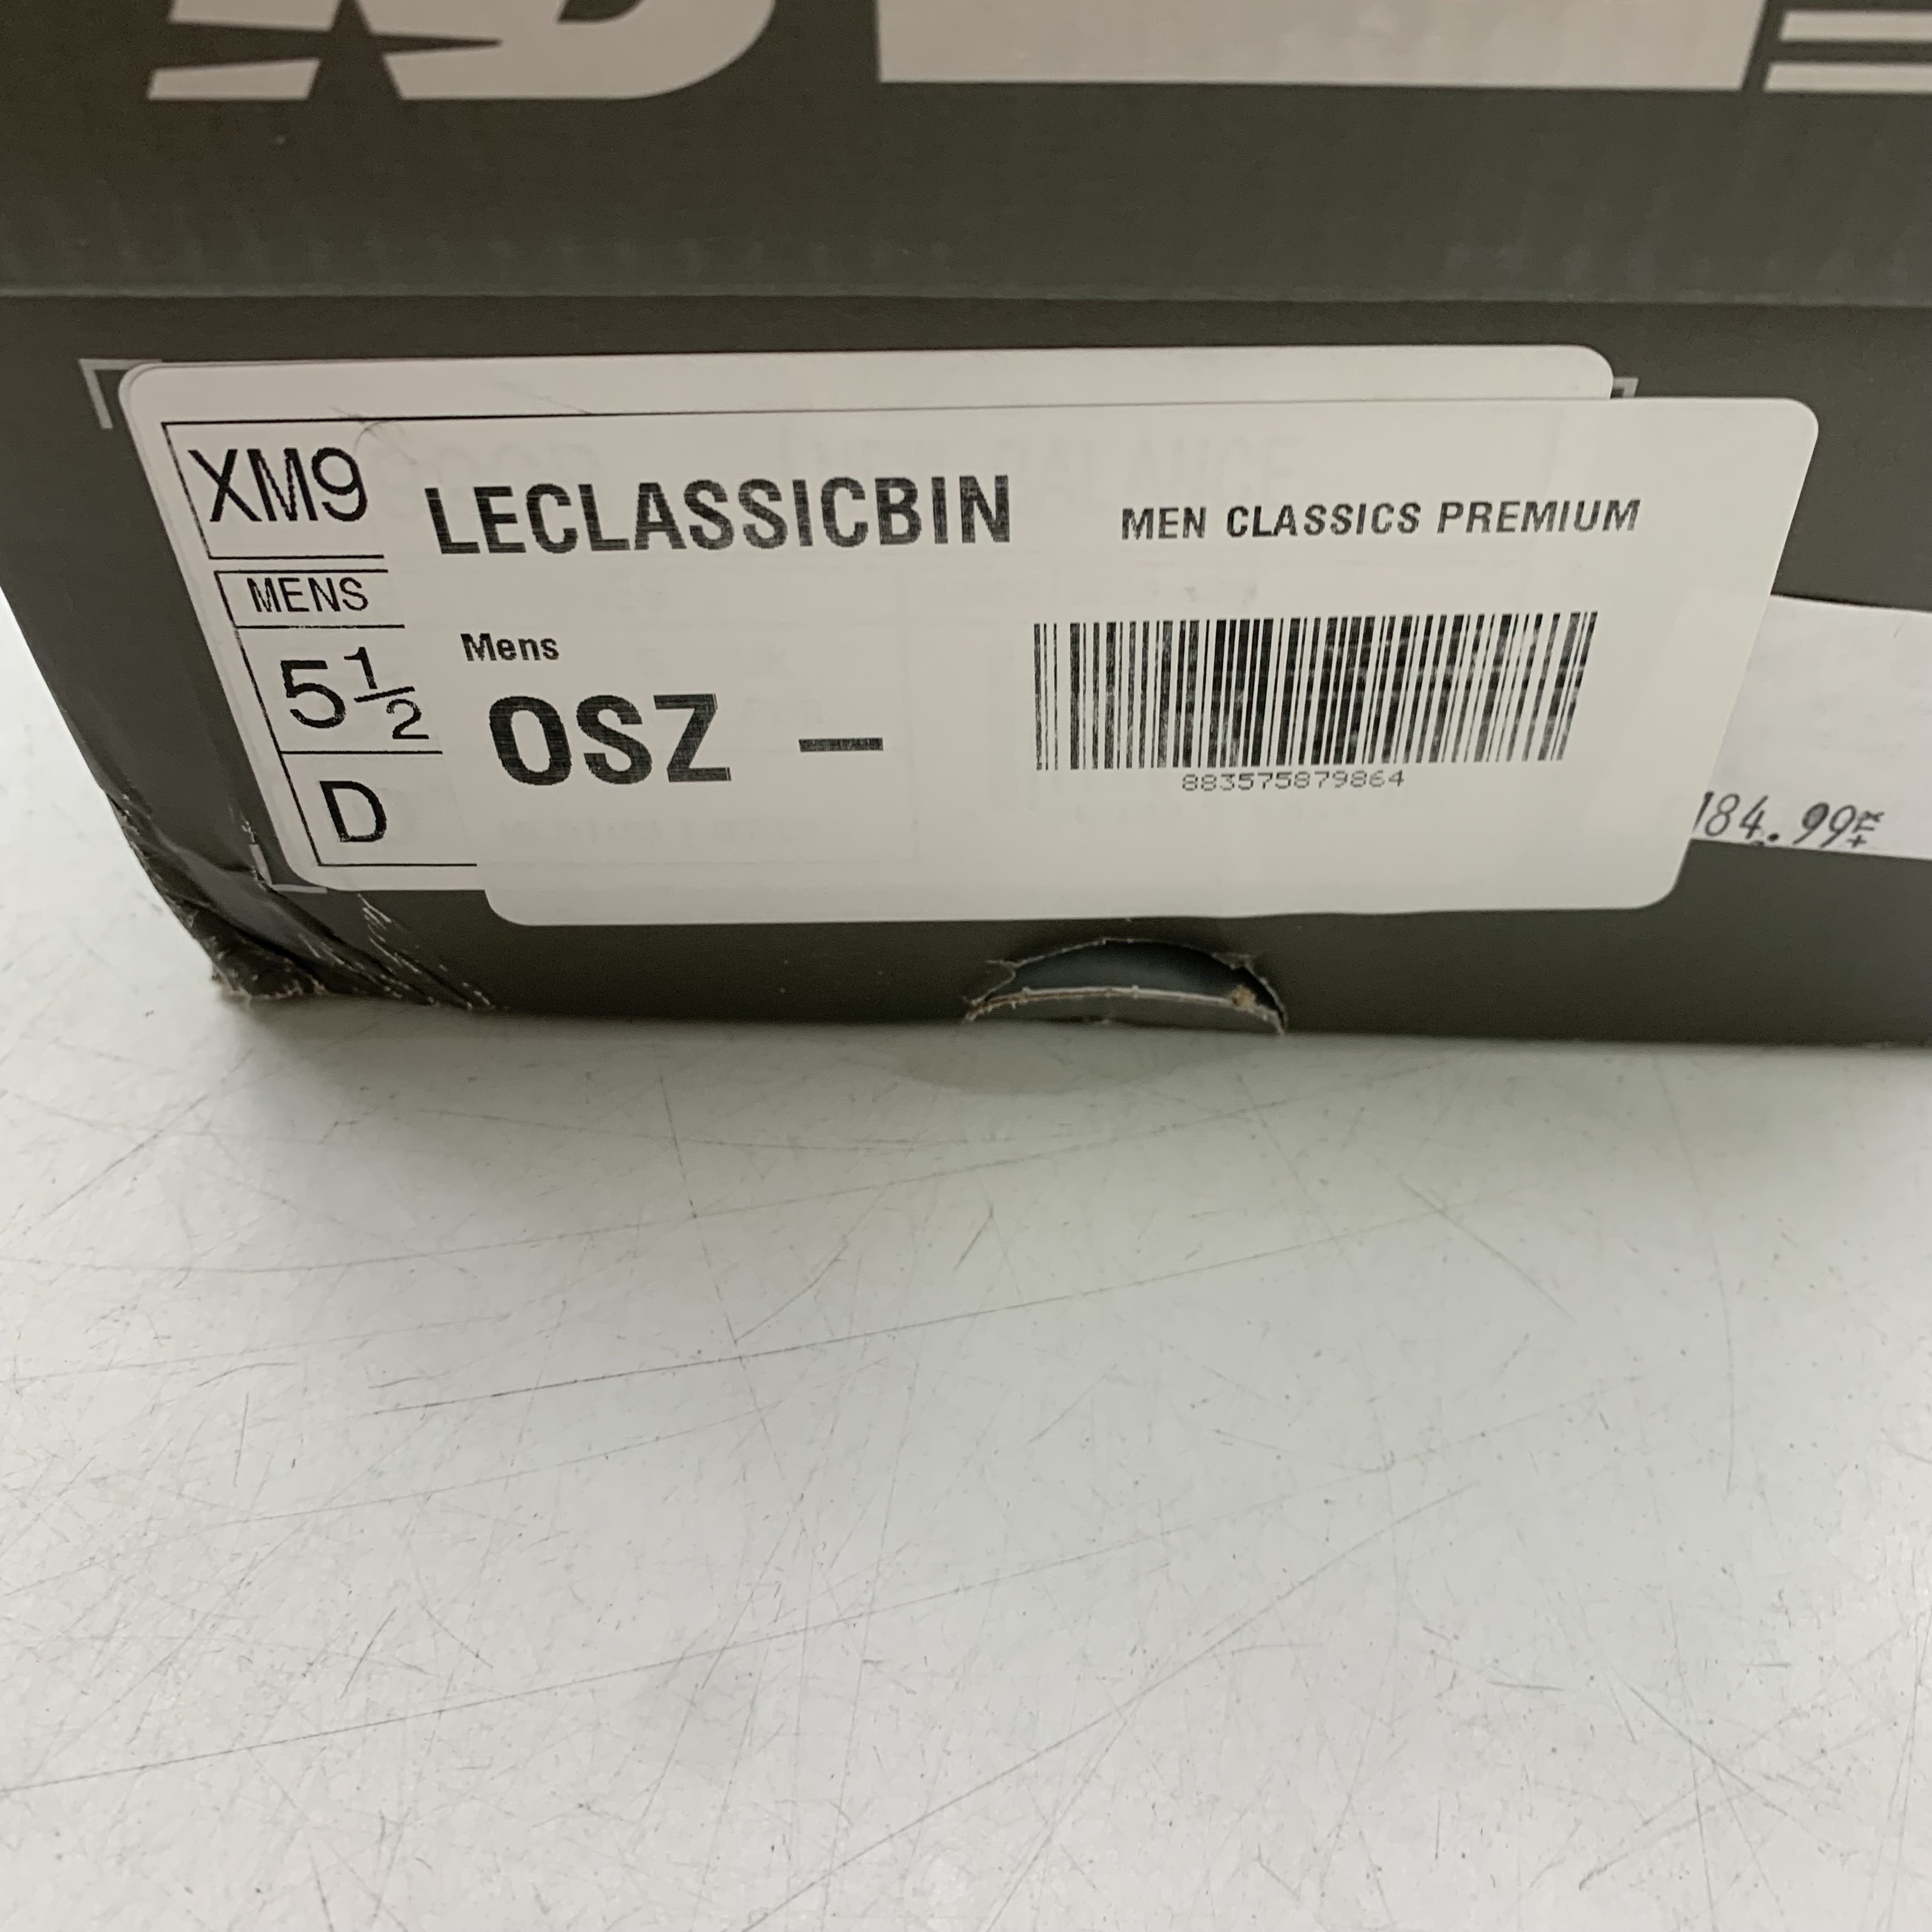 XM9
LECLASSICBIN
MEN CLASSICS PREMIUM
MENS
Mens
5 1/2
OSZ –
D
883575879864
184.99